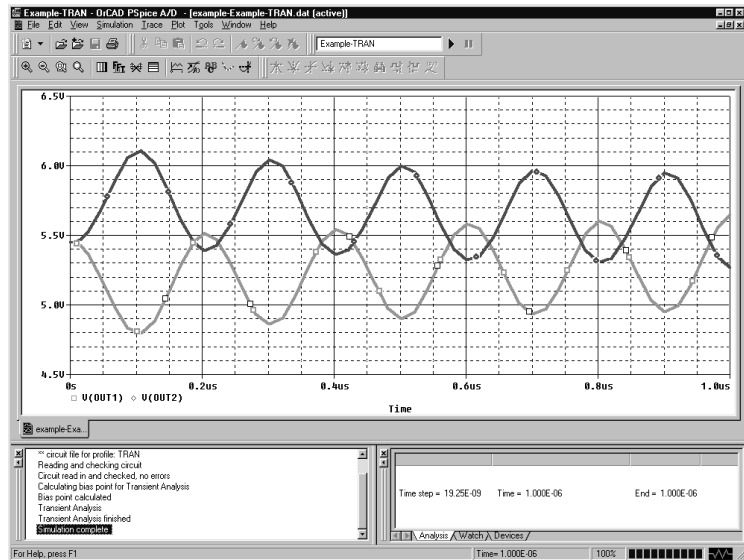 Example-TRAN - OrCAD PSpice A/D - [example-Example-TRAN.dat (active)]
File Edit View Simulation Trace Plot Tools Window Help
Example-TRAN
6.5V
6.0V
5.5V
5.0V
4.5V
0s 0.2us 0.4us 0.6us 0.8us 1.0us
V(OUT1) V(OUT2)
Time
example-Exa...
** circuit file for profile: TRAN
Reading and checking circuit
Circuit read in and checked, no errors
Calculating bias point for Transient Analysis
Bias point calculated
Transient Analysis
Transient Analysis finished
Simulation complete
Time step = 19.25E-09 Time = 1.000E-06 End = 1.000E-06
Analysis Watch Devices
For Help, press F1 Time= 1.000E-06 100%